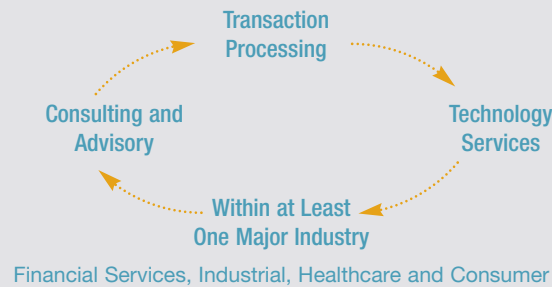 Transaction
Processing
Consulting and
Advisory
Technology
Services
Within at Least
One Major Industry
Financial Services, Industrial, Healthcare and Consumer